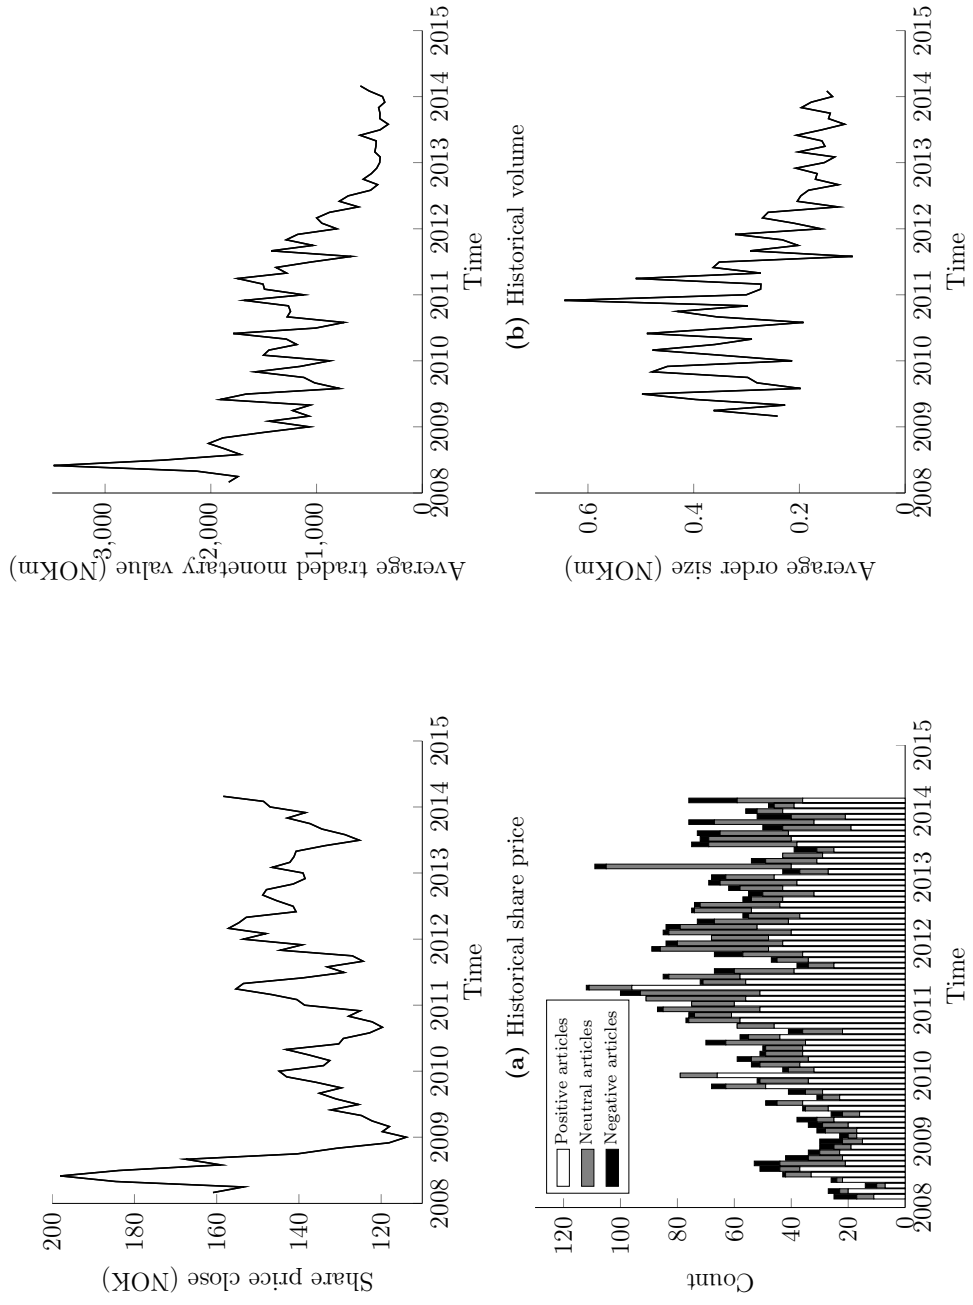 Share price close (NOK)
200
180
160
140
120
2008 2009 2010 2011 2012 2013 2014 2015
Time
(a) Historical share price
Average traded monetary value (NOKm)
3,000
2,000
1,000
0
2008 2009 2010 2011 2012 2013 2014 2015
Time
(b) Historical volume
Count
120
100
80
60
40
20
0
Positive articles
Neutral articles
Negative articles
2008 2009 2010 2011 2012 2013 2014 2015
Time
Average order size (NOKm)
0.6
0.4
0.2
0
2008 2009 2010 2011 2012 2013 2014 2015
Time